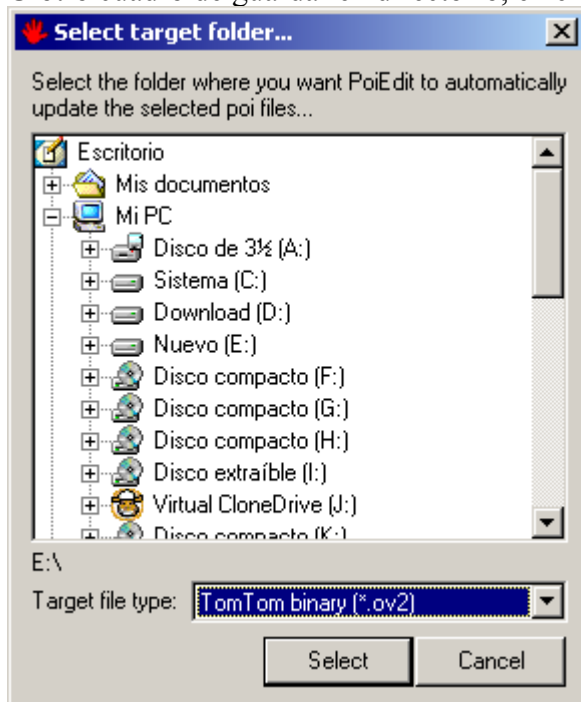 Select target folder...
Select the folder where you want PoiEdit to automatically
update the selected poi files...
Escritorio
Mis documentos
Mi PC
Disco de 3½ (A:)
Sistema (C:)
Download (D:)
Nuevo (E:)
Disco compacto (F:)
Disco compacto (G:)
Disco compacto (H:)
Disco extraíble (I:)
Virtual CloneDrive (J:)
Disco compacto (K:)
E:\
Target file type: TomTom binary (*.ov2)
Select Cancel